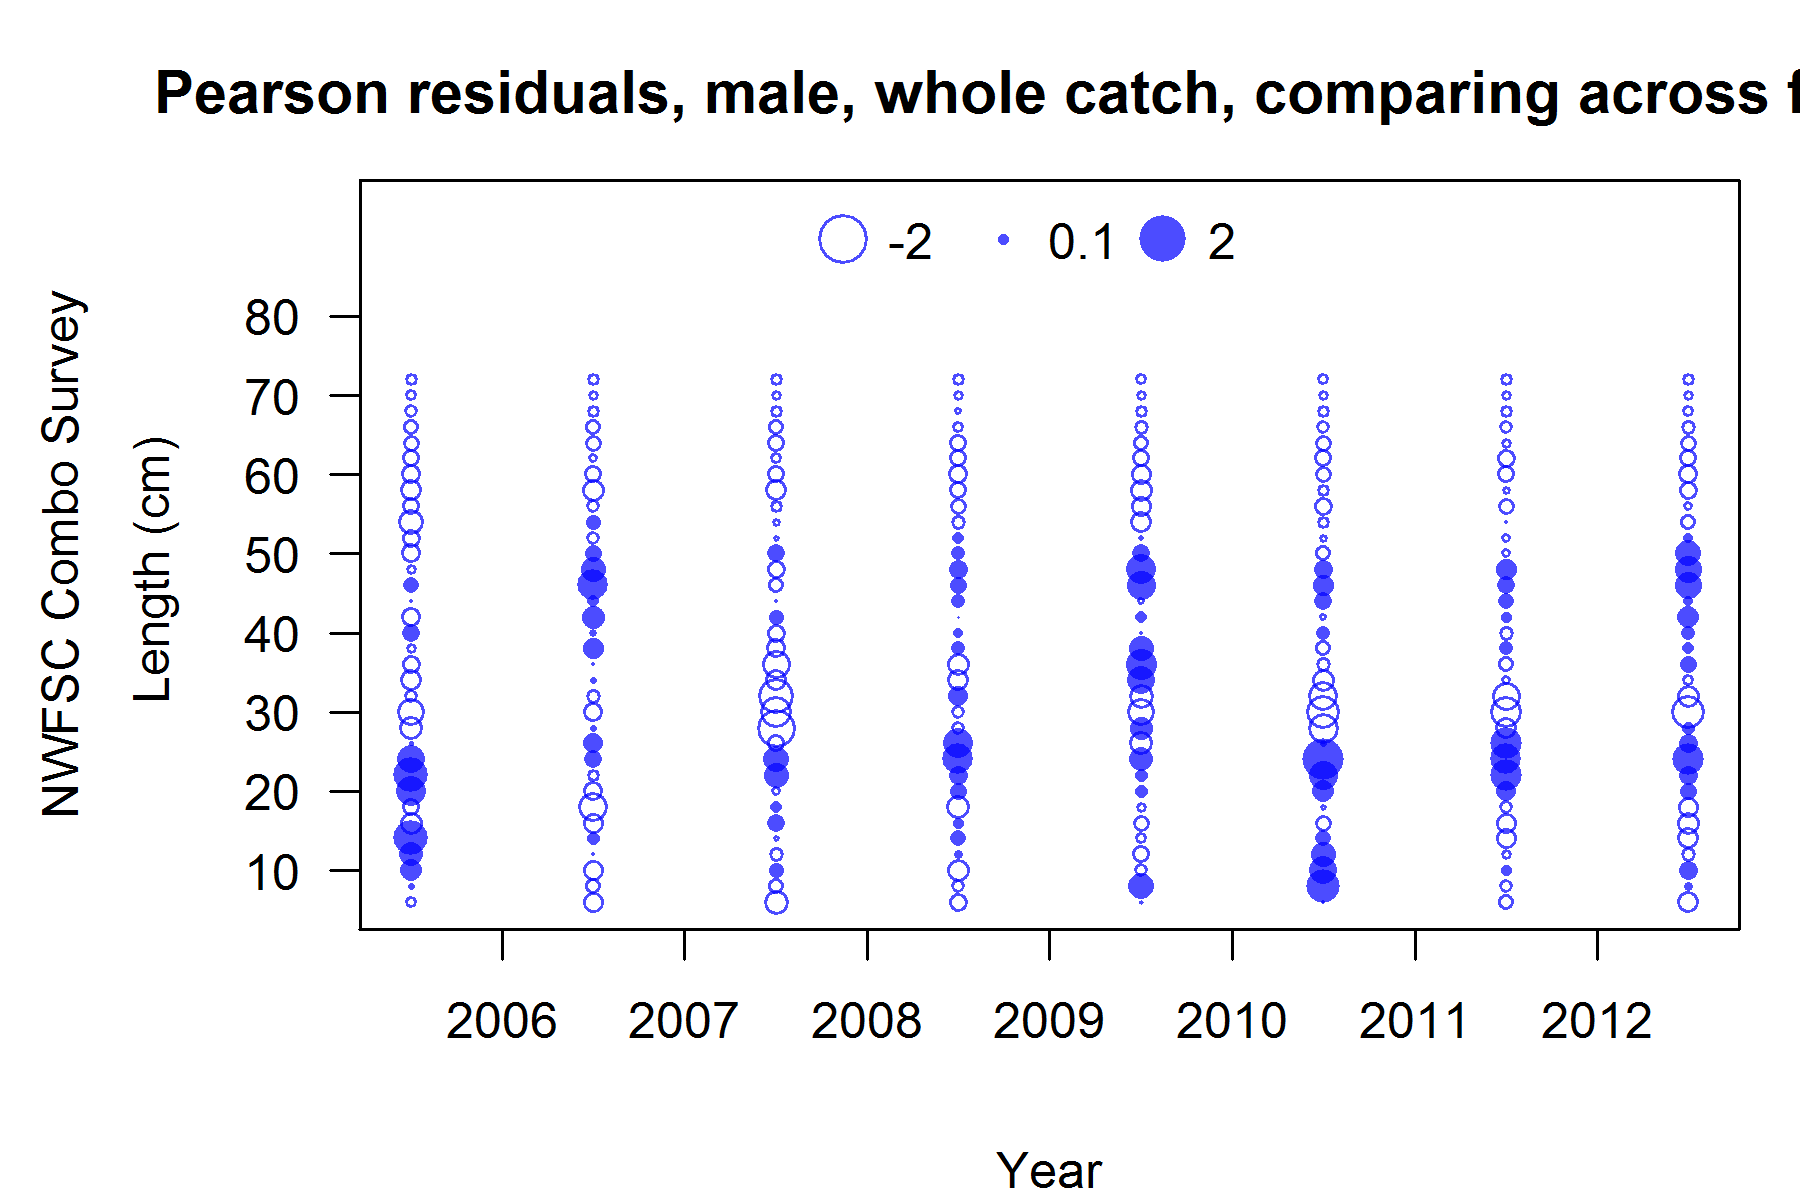 Pearson residuals, male, whole catch, comparing across f
-2 0.1 2
NWFSC Combo Survey
Length (cm)
80
70
60
50
40
30
20
10
2006 2007 2008 2009 2010 2011 2012
Year